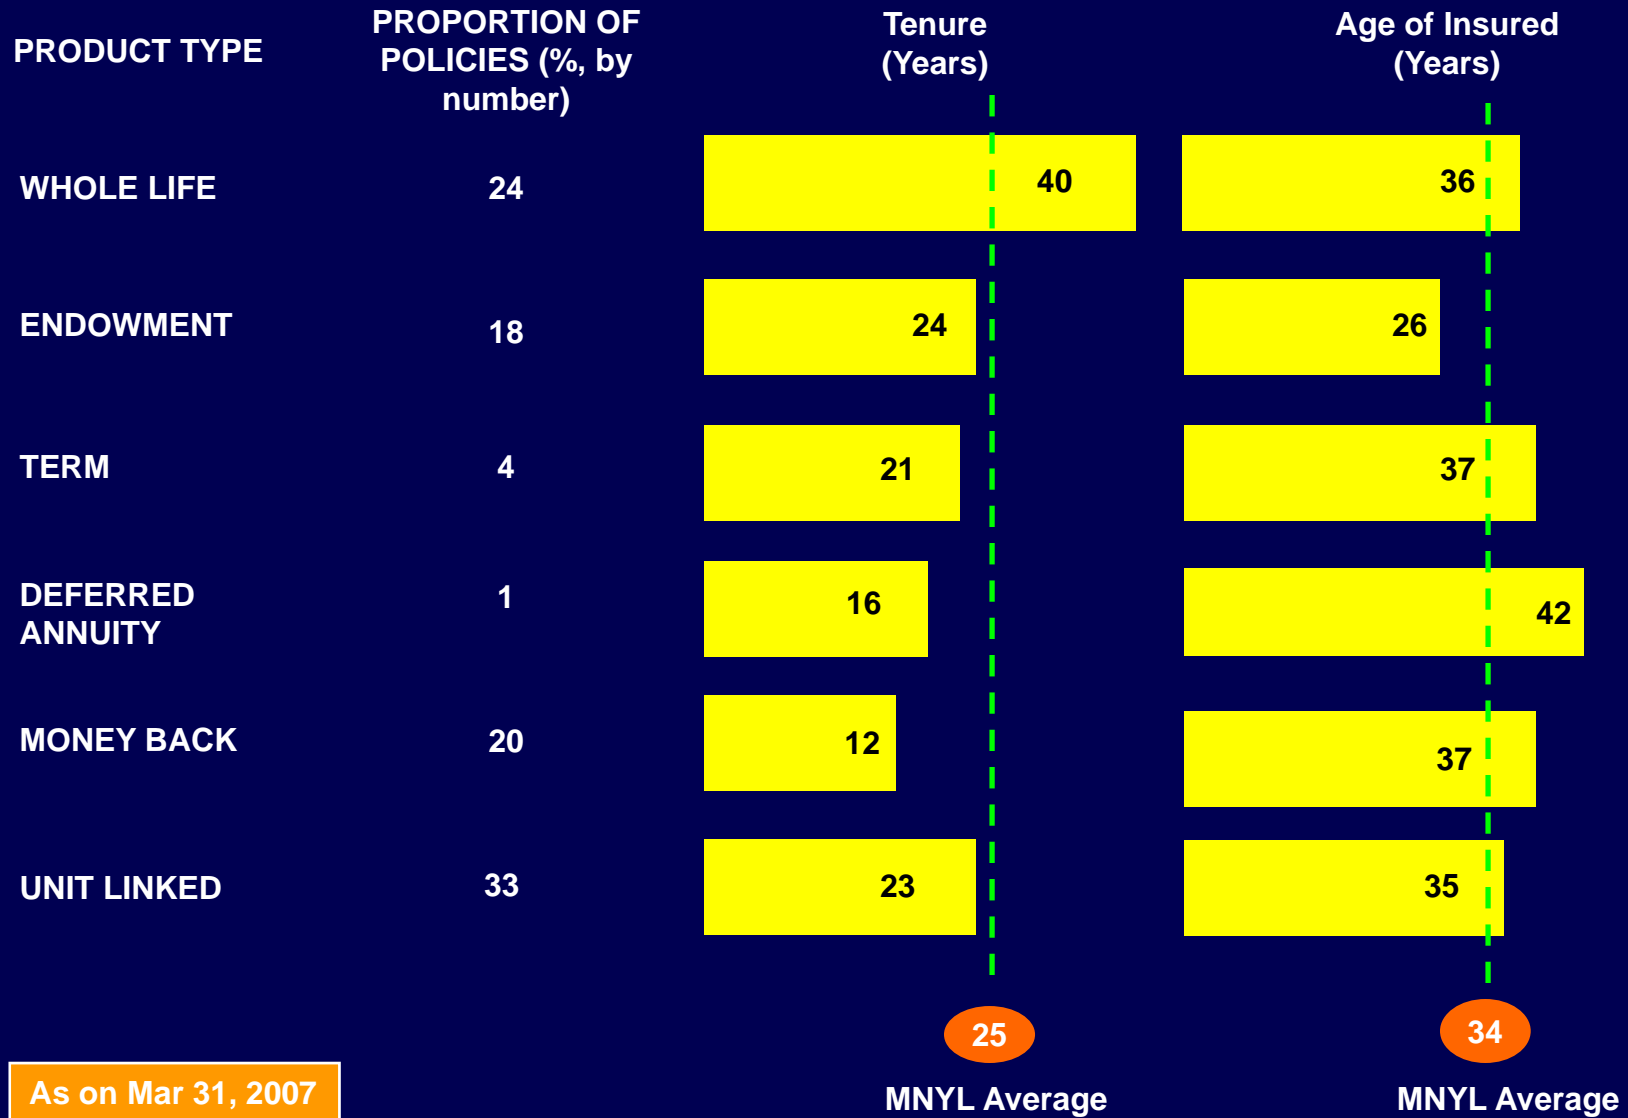 PRODUCT TYPE
PROPORTION OF
POLICIES (%, by
number)
Tenure
(Years)
Age of Insured
(Years)
WHOLE LIFE 24 40 36
ENDOWMENT 18 24 26
TERM 4 21 37
DEFERRED
ANNUITY
1 16 42
MONEY BACK 20 12 37
UNIT LINKED 33 23 35
25 34
As on Mar 31, 2007
MNYL Average MNYL Average